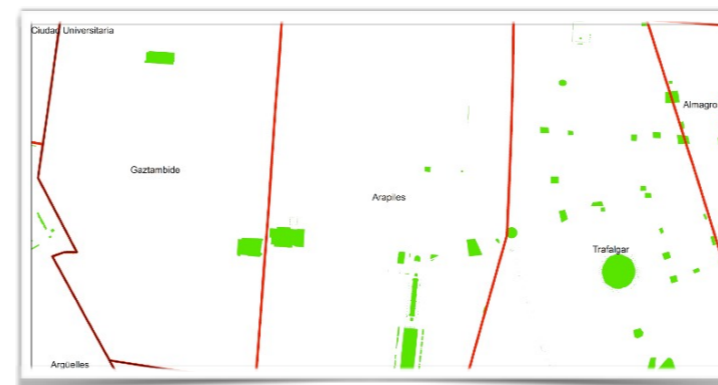 Ciudad Universitaria
Almagro
Gaztambide
Arapiles
Trafalgar
Argüelles